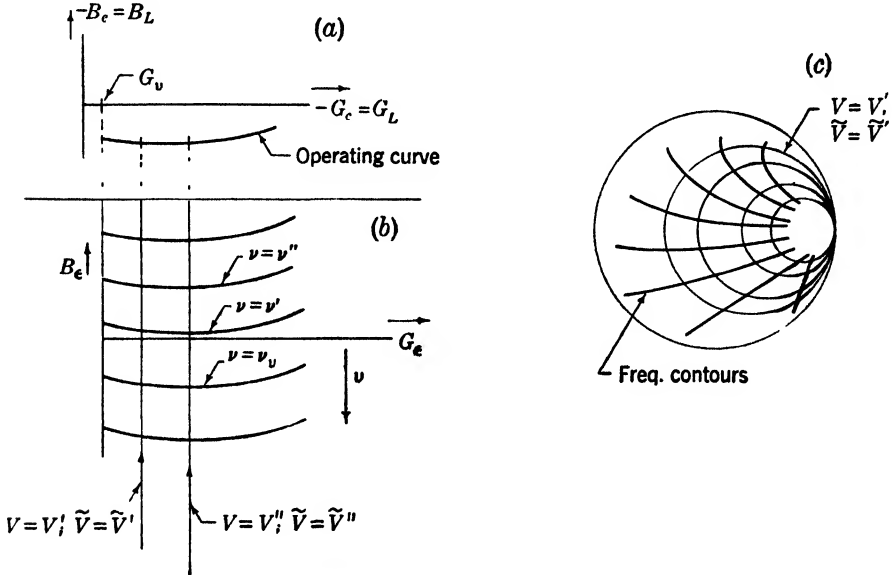 −B_c = B_L
(a)
G_υ
−G_c = G_L
Operating curve
(b)
B_ϵ
ν = ν''
ν = ν'
G_ϵ
ν = ν_υ
υ
V = V', Ṽ = Ṽ'
V = V'', Ṽ = Ṽ''
(c)
V = V',
Ṽ = Ṽ'
Freq. contours